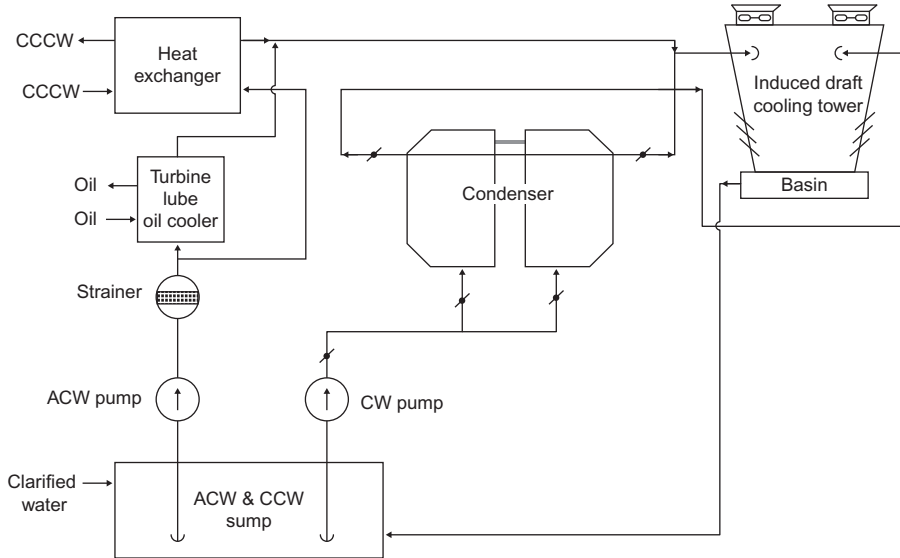 CCCW
CCCW
Heat
exchanger
Induced draft
cooling tower
Basin
Oil
Oil
Turbine
lube
oil cooler
Condenser
Strainer
ACW pump
CW pump
Clarified
water
ACW & CCW
sump